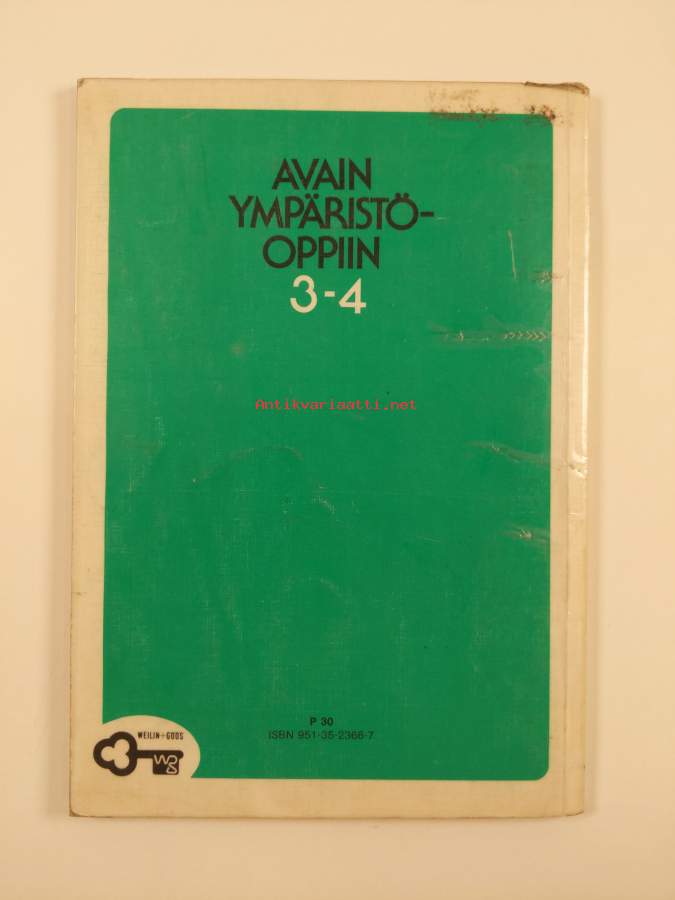 AVAIN
YMPÄRISTÖ-
OPPIIN
3-4
Antikvariaatti.net
P 30
ISBN 951-35-2366-7
WEILIN+GÖÖS
WG